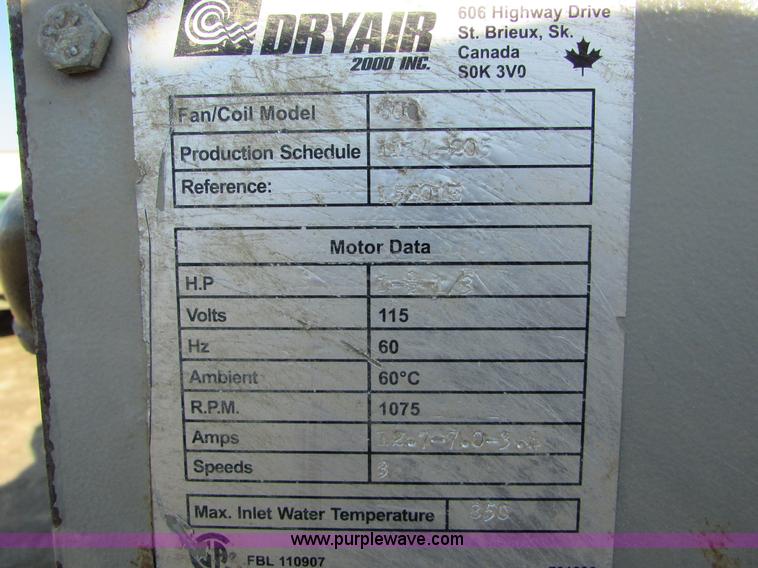 DRYAIR
2000 INC.
606 Highway Drive
St. Brieux, Sk.
Canada
S0K 3V0
Fan/Coil Model
Production Schedule
Reference:
Motor Data
H.P
Volts 115
Hz 60
Ambient 60°C
R.P.M. 1075
Amps
Speeds 3
Max. Inlet Water Temperature
FBL 110907
www.purplewave.com